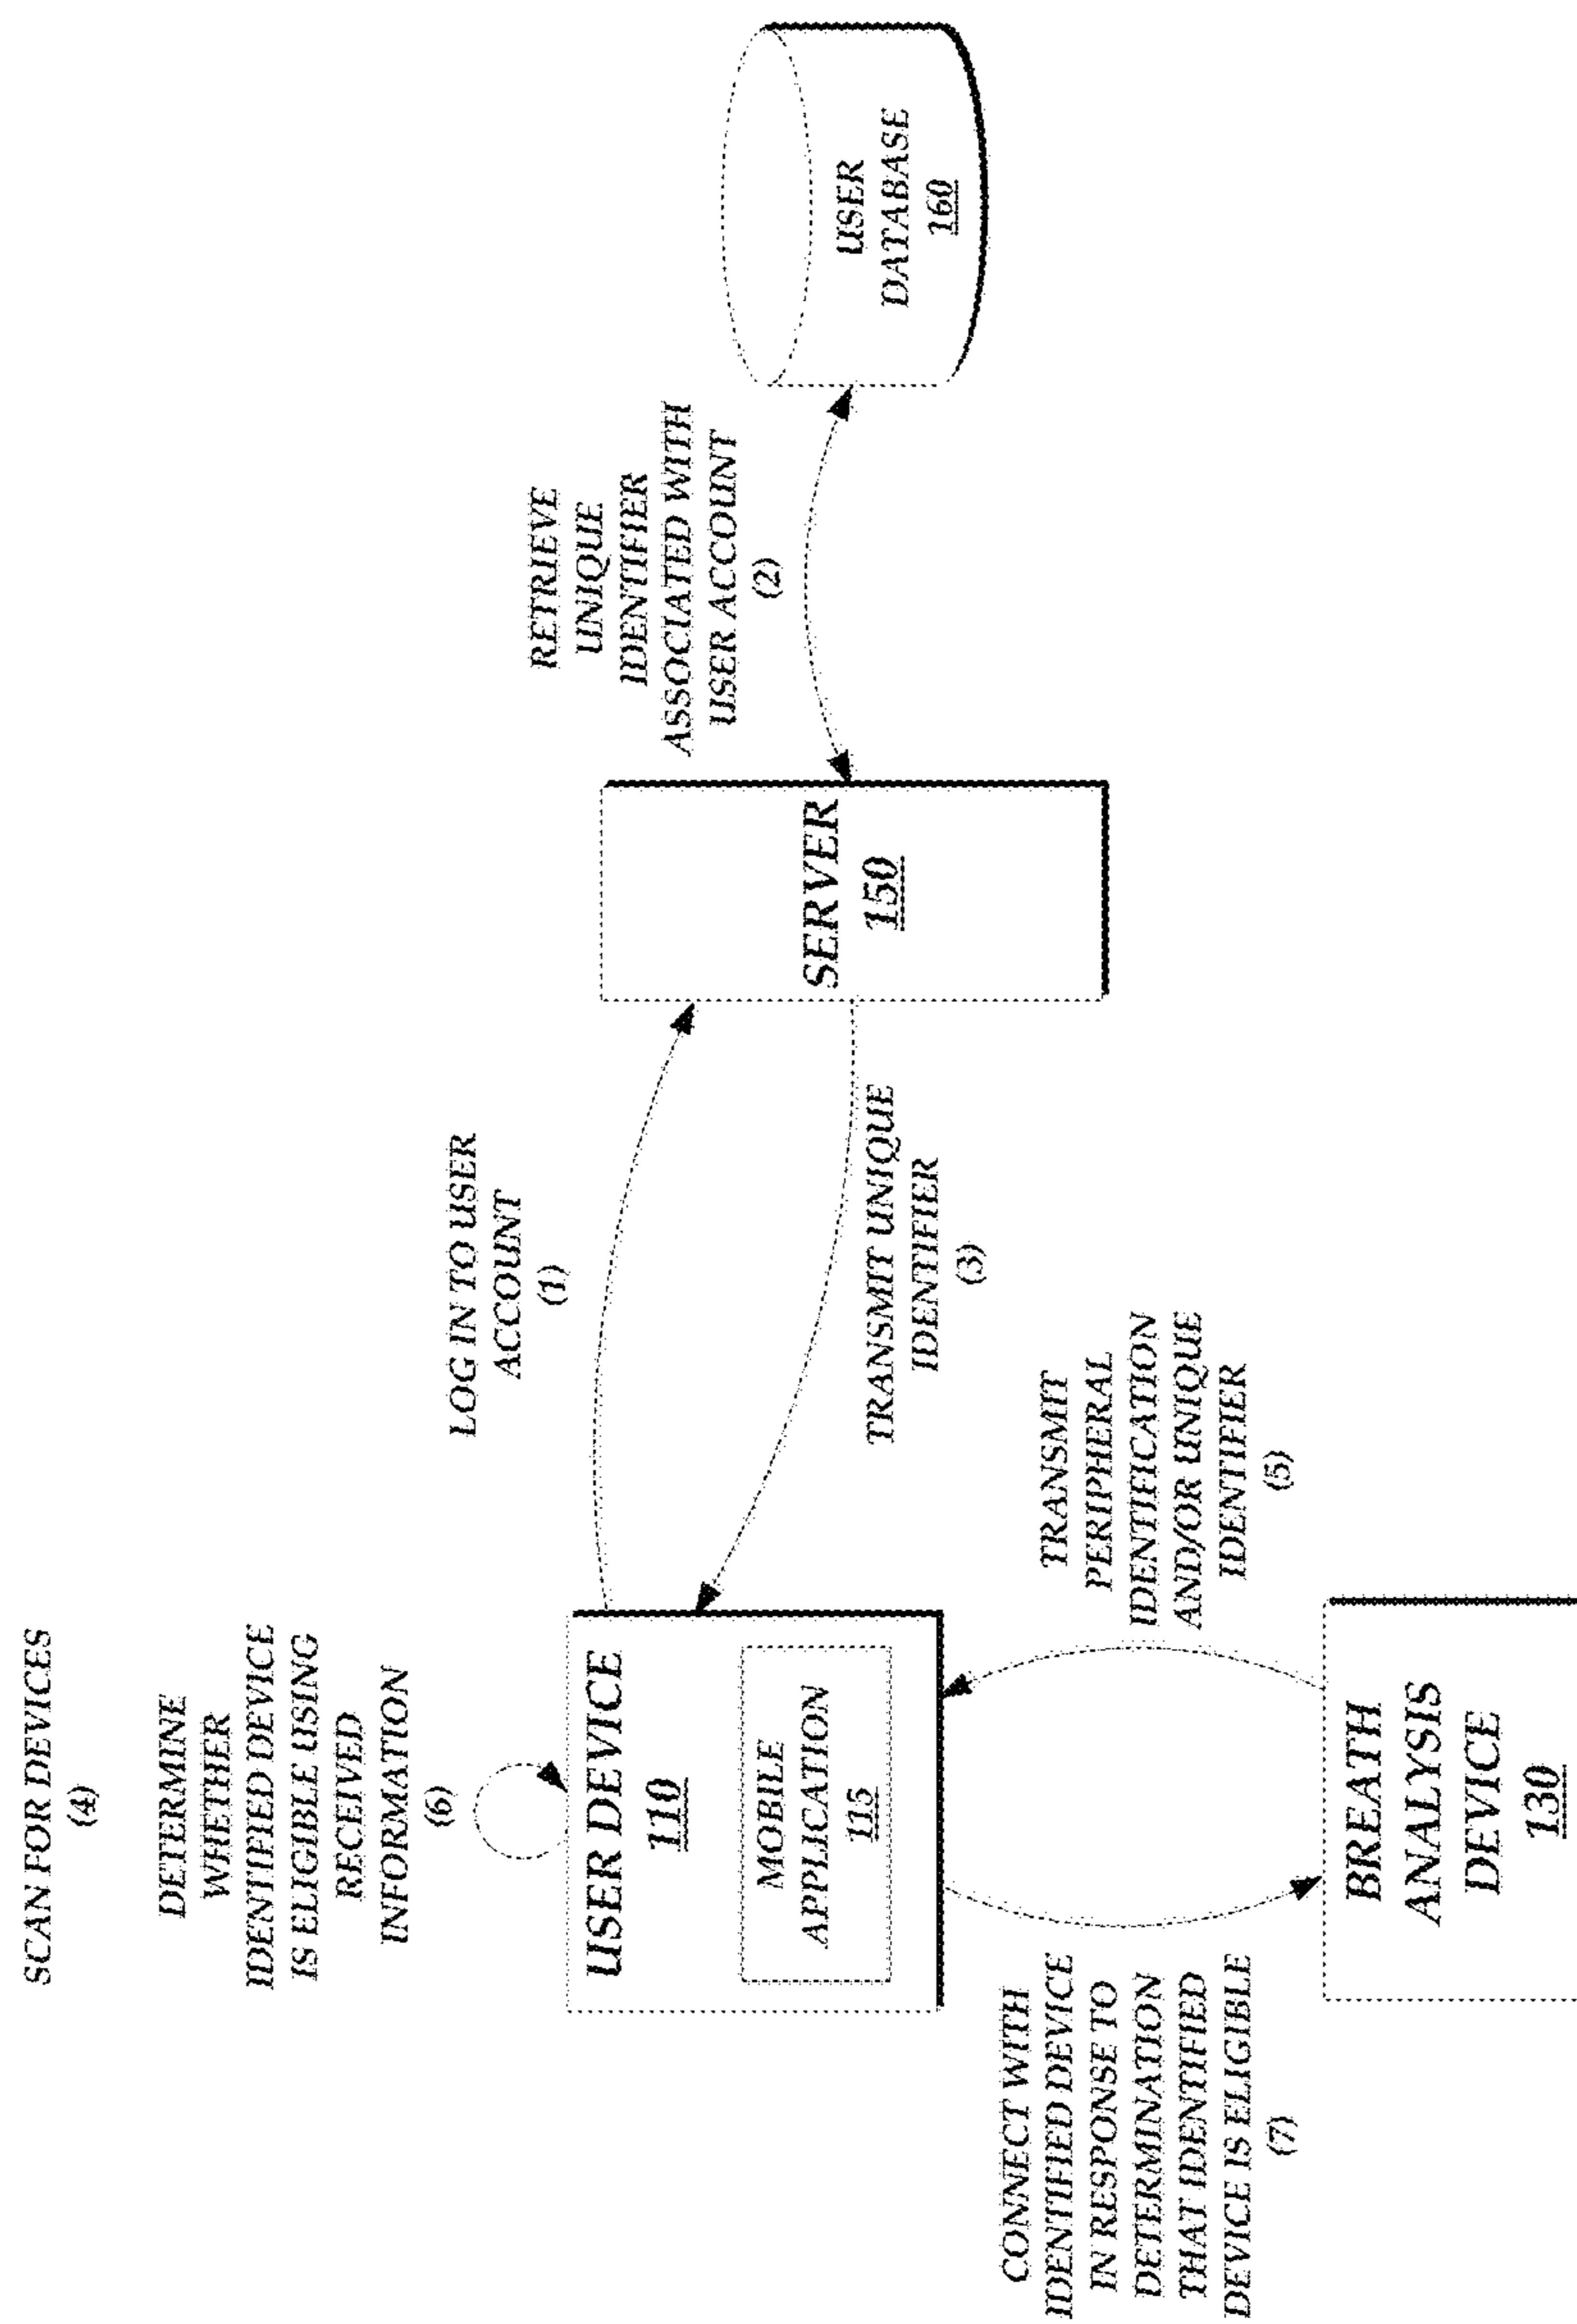 SCAN FOR DEVICES
(4)
DETERMINE
WHETHER
IDENTIFIED DEVICE
IS ELIGIBLE USING
RECEIVED
INFORMATION
(6)
USER DEVICE
110
MOBILE
APPLICATION
115
LOG IN TO USER
ACCOUNT
(1)
TRANSMIT UNIQUE
IDENTIFIER
(3)
SERVER
150
RETRIEVE
UNIQUE
IDENTIFIER
ASSOCIATED WITH
USER ACCOUNT
(2)
USER
DATABASE
160
CONNECT WITH
IDENTIFIED DEVICE
IN RESPONSE TO
DETERMINATION
THAT IDENTIFIED
DEVICE IS ELIGIBLE
(7)
TRANSMIT
PERIPHERAL
IDENTIFICATION
AND/OR UNIQUE
IDENTIFIER
(5)
BREATH
ANALYSIS
DEVICE
130